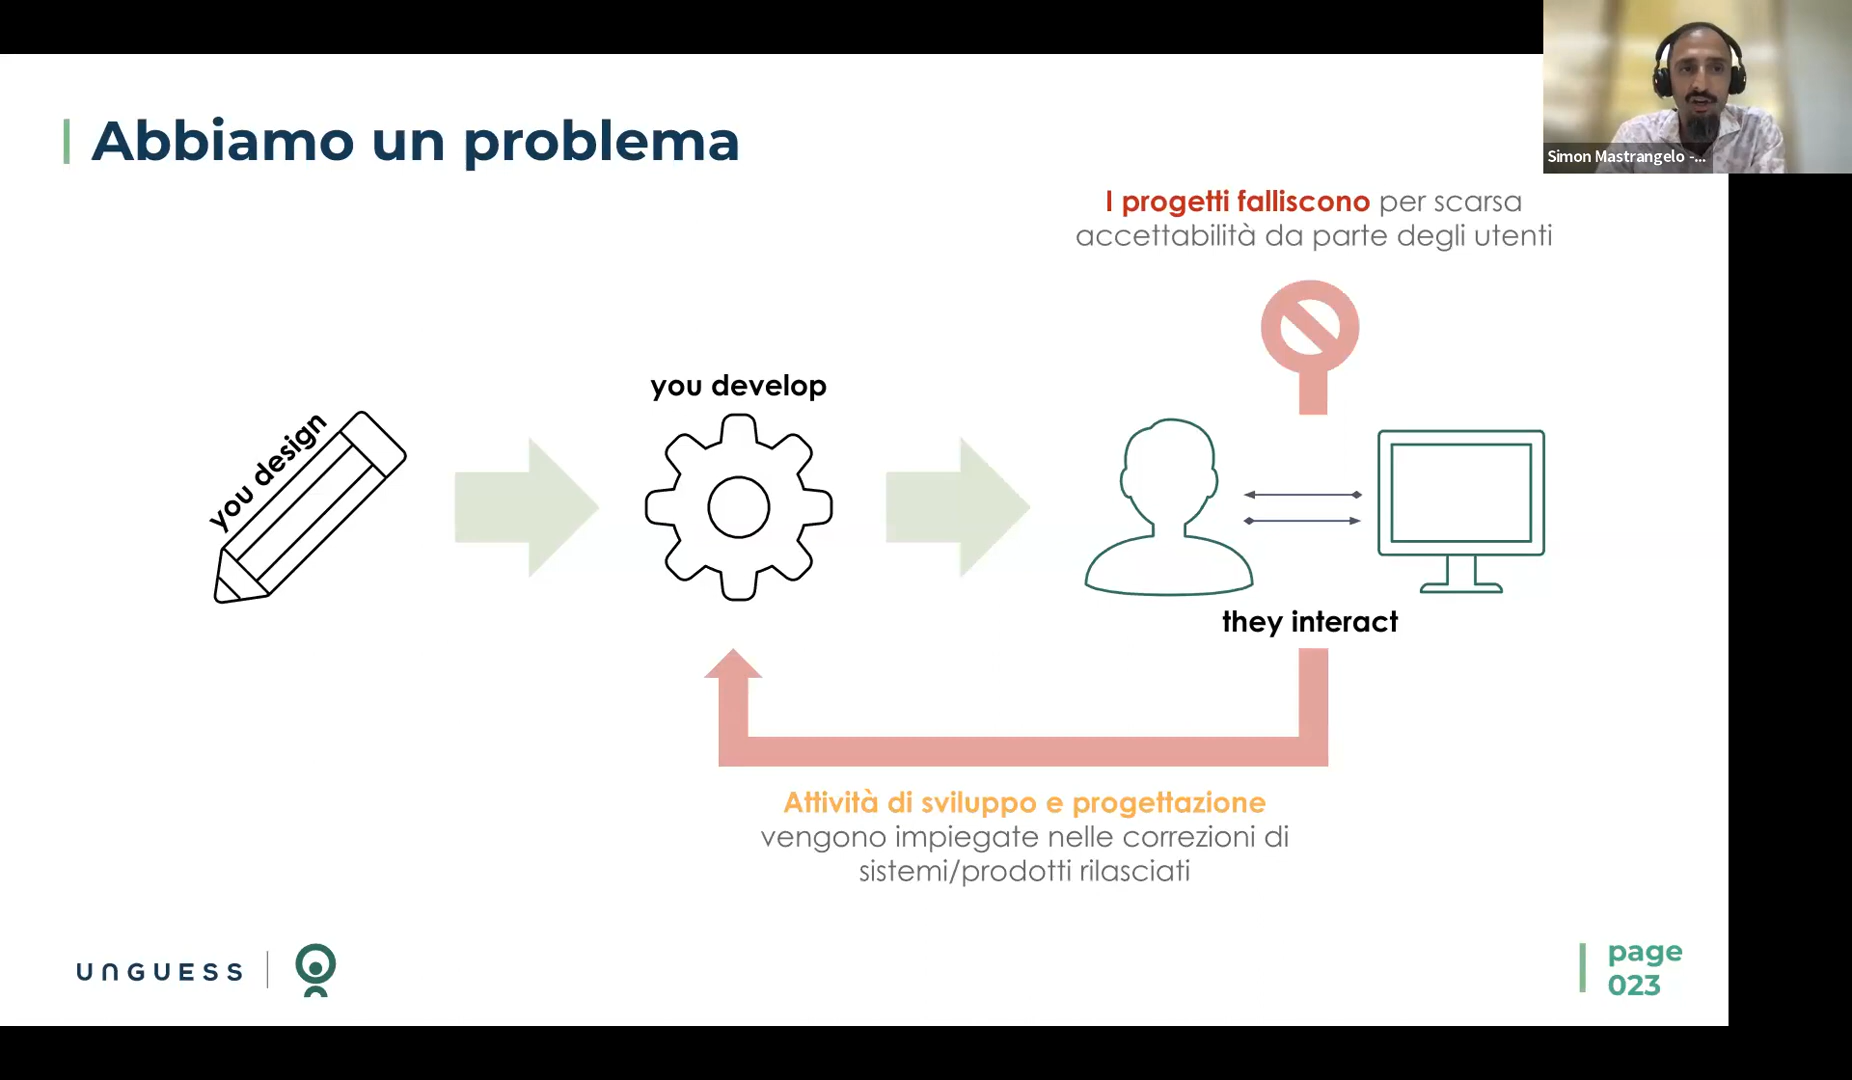 Abbiamo un problema
Simon Mastrangelo -...
I progetti falliscono per scarsa
accettabilità da parte degli utenti
you design
you develop
they interact
Attività di sviluppo e progettazione
vengono impiegate nelle correzioni di
sistemi/prodotti rilasciati
UNGUESS
page
023